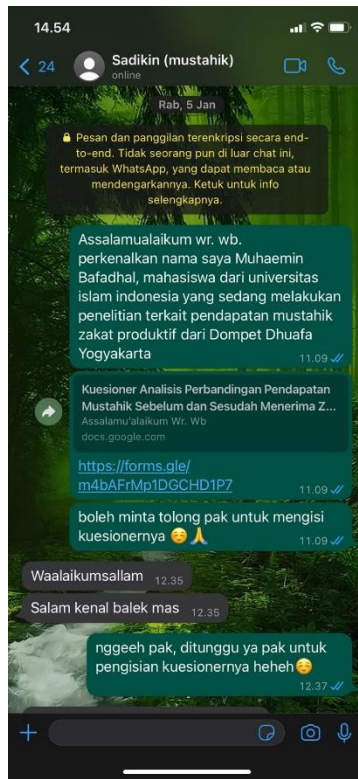 14.54
24
Sadikin (mustahik)
online
Rab, 5 Jan
Pesan dan panggilan terenkripsi secara end-
to-end. Tidak seorang pun di luar chat ini,
termasuk WhatsApp, yang dapat membaca atau
mendengarkannya. Ketuk untuk info
selengkapnya.
Assalamualaikum wr. wb.
perkenalkan nama saya Muhaemin
Bafadhal, mahasiswa dari universitas
islam indonesia yang sedang melakukan
penelitian terkait pendapatan mustahik
zakat produktif dari Dompet Dhuafa
Yogyakarta
11.09
Kuesioner Analisis Perbandingan Pendapatan
Mustahik Sebelum dan Sesudah Menerima Z...
Assalamu'alaikum Wr. Wb
docs.google.com
https://forms.gle/
m4bAFrMp1DGCHD1P7
11.09
boleh minta tolong pak untuk mengisi
kuesionernya 😊🙏
11.09
Waalaikumsallam 12.35
Salam kenal balek mas 12.35
nggeeh pak, ditunggu ya pak untuk
pengisian kuesionernya heheh😊
12.37